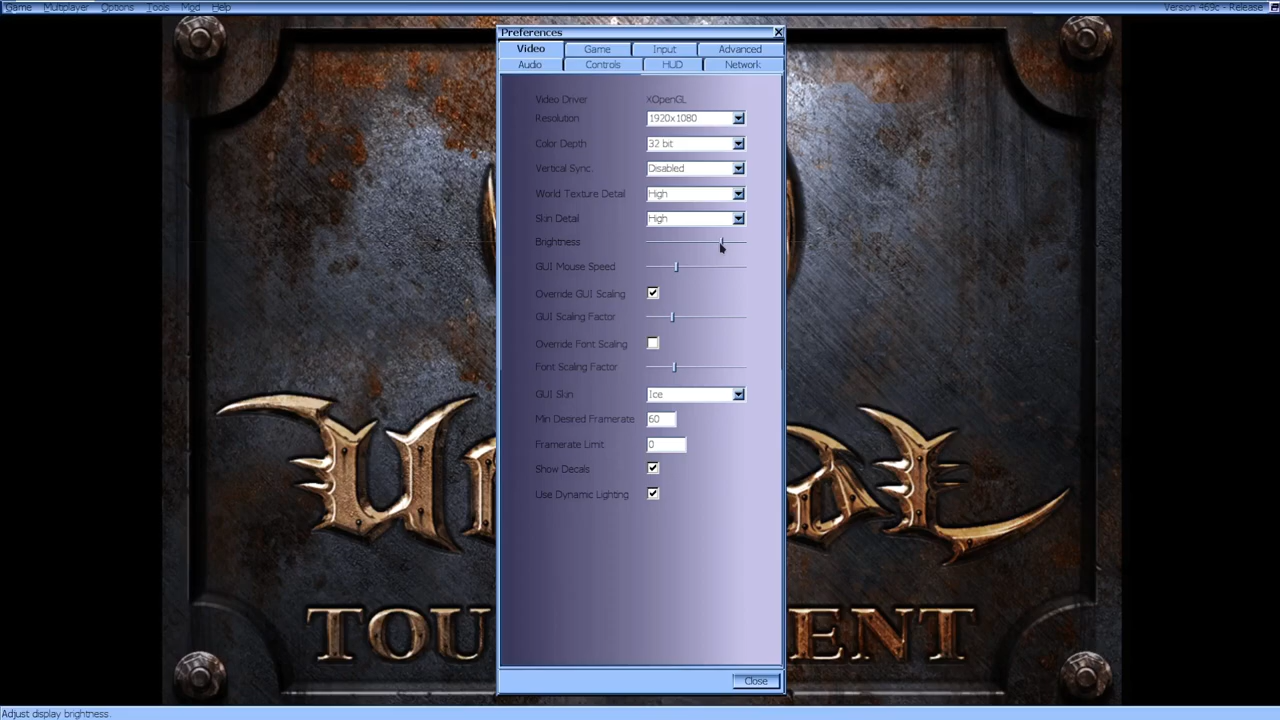 Game Multiplayer Options Tools Mod Help Version 469c - Release
Preferences
Video Game Input Advanced
Audio Controls HUD Network
Video Driver XOpenGL
Resolution 1920x1080
Color Depth 32 bit
Vertical Sync. Disabled
World Texture Detail High
Skin Detail High
Brightness
GUI Mouse Speed
Override GUI Scaling
GUI Scaling Factor
Override Font Scaling
Font Scaling Factor
GUI Skin Ice
Min Desired Framerate 60
Framerate Limit 0
Show Decals
Use Dynamic Lighting
Close
Adjust display brightness.